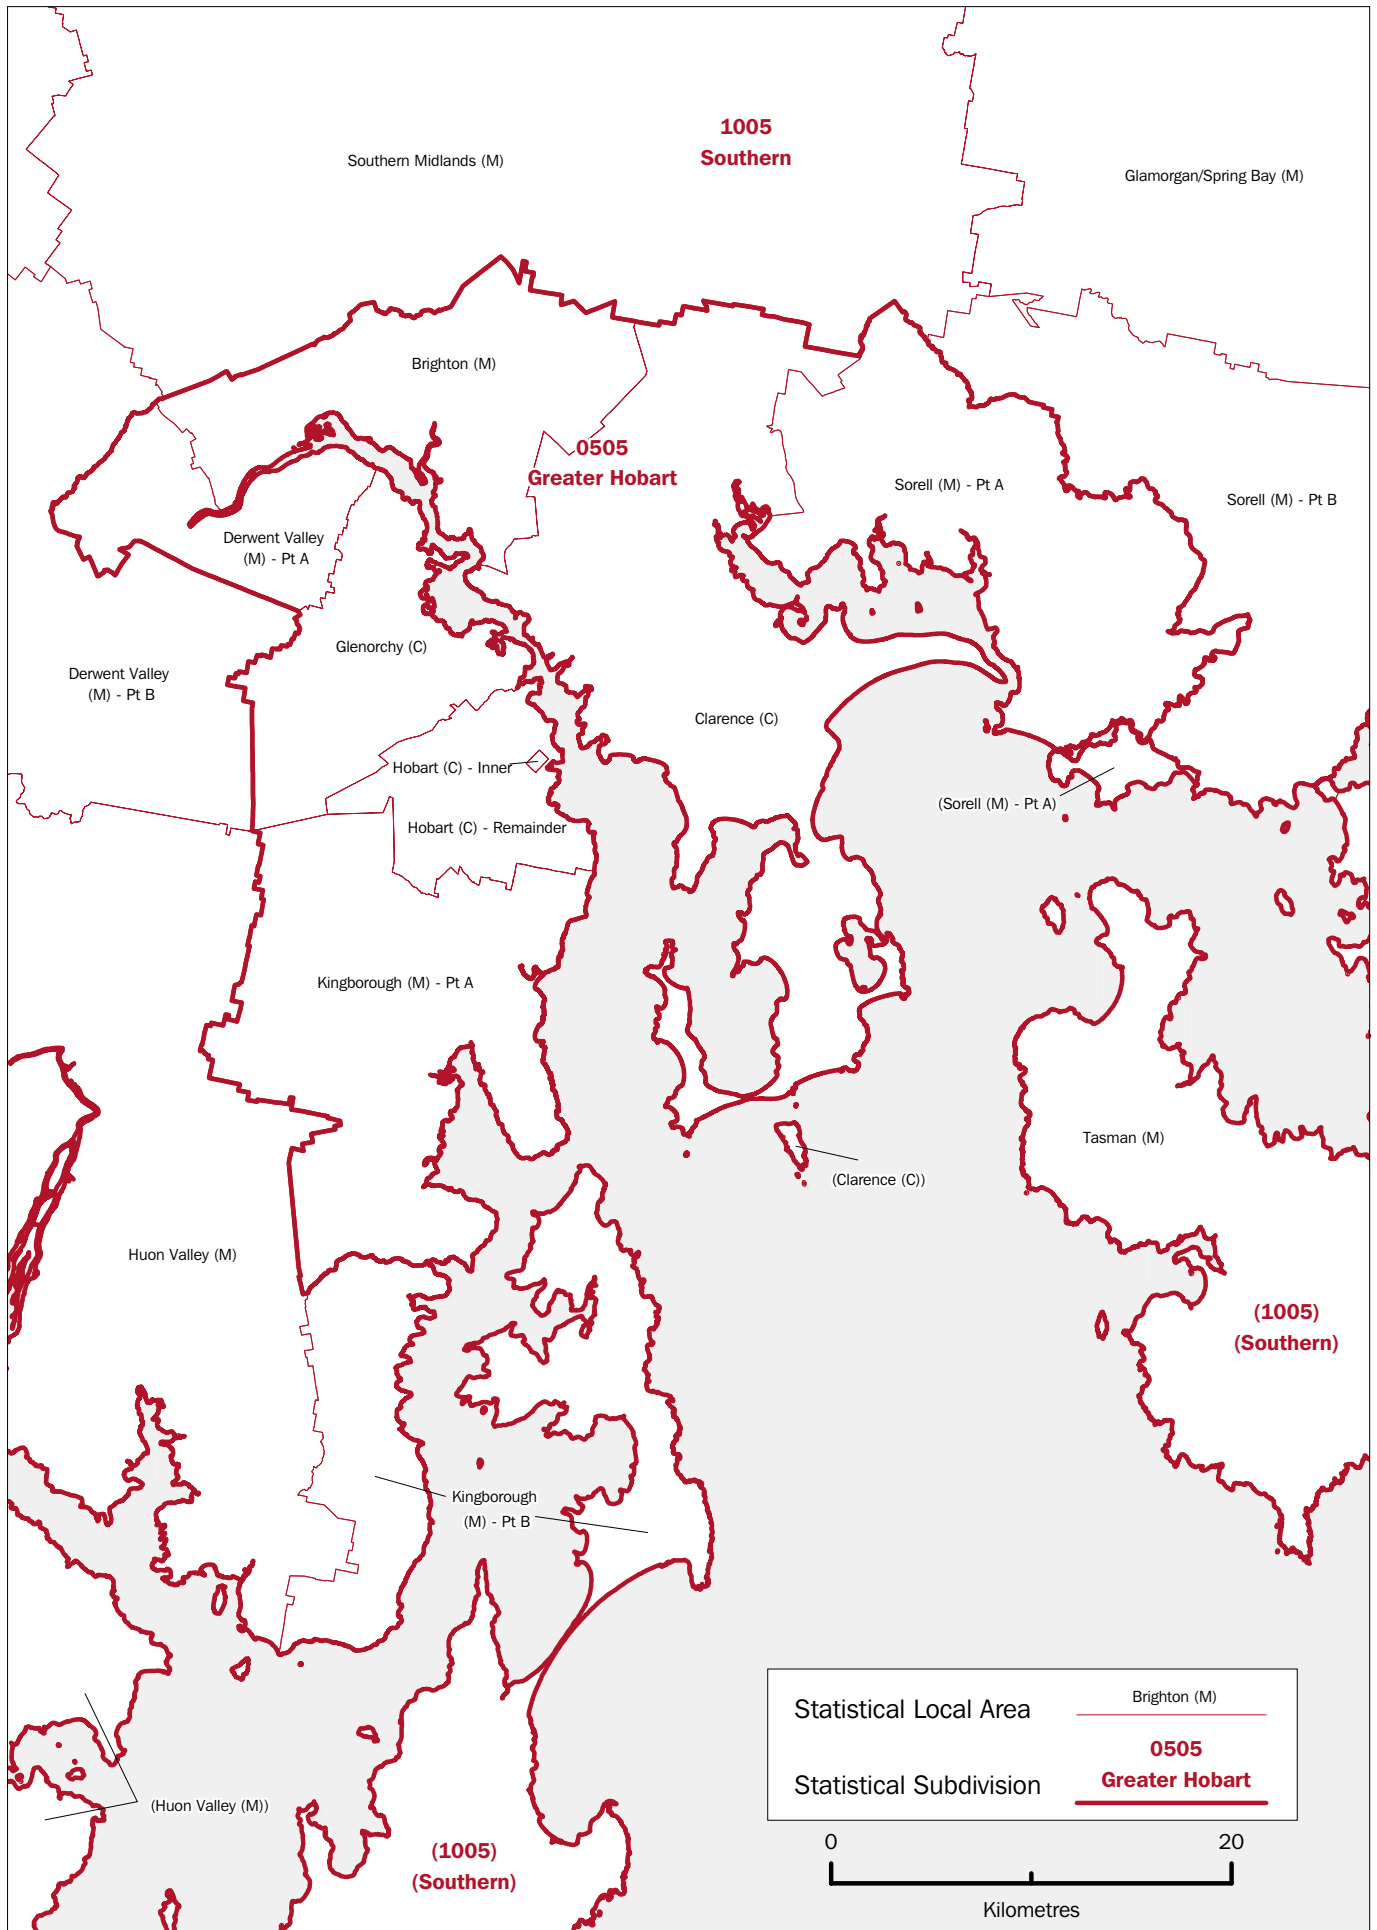 1005
Southern
Southern Midlands (M)
Glamorgan/Spring Bay (M)
Brighton (M)
0505
Greater Hobart
Sorell (M) - Pt A
Sorell (M) - Pt B
Derwent Valley
(M) - Pt A
Glenorchy (C)
Derwent Valley
(M) - Pt B
Clarence (C)
Hobart (C) - Inner
(Sorell (M) - Pt A)
Hobart (C) - Remainder
Kingborough (M) - Pt A
Tasman (M)
(Clarence (C))
Huon Valley (M)
(1005)
(Southern)
Kingborough
(M) - Pt B
(Huon Valley (M))
(1005)
(Southern)
Statistical Local Area
Brighton (M)
0505
Greater Hobart
Statistical Subdivision
0
20
Kilometres